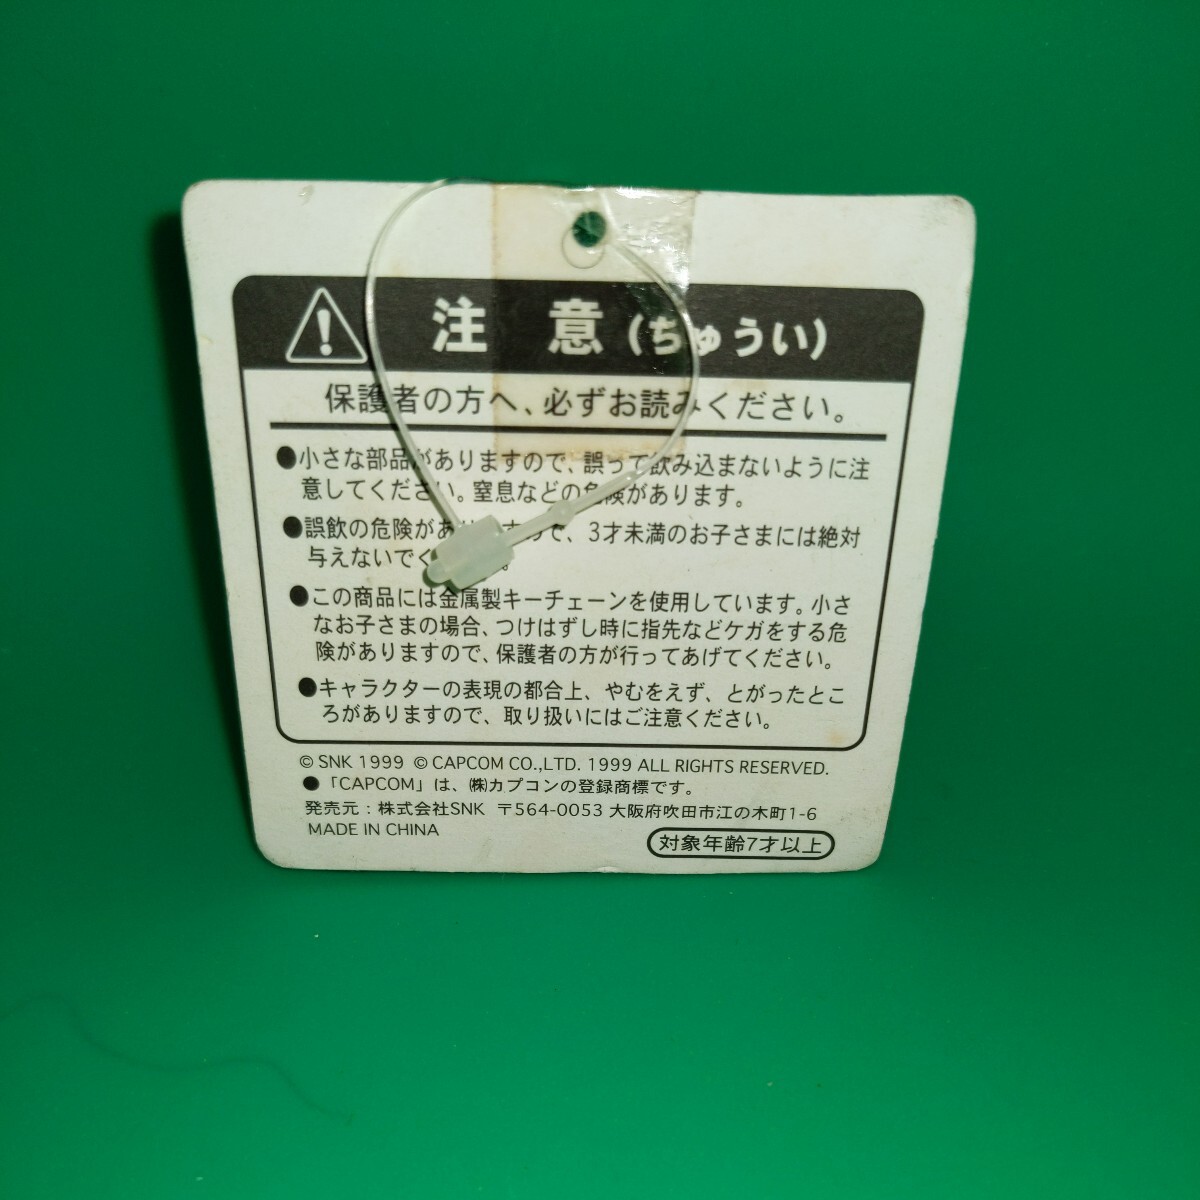 注意(ちゅうい)
保護者の方へ、必ずお読みください。
●小さな部品がありますので、誤って飲み込まないように注
意してください。窒息などの危険があります。
●誤飲の危険がありますので、3才未満のお子さまには絶対
与えないでく
●この商品には金属製キーチェーンを使用しています。小さ
なお子さまの場合、つけはずし時に指先などケガをする危
険がありますので、保護者の方が行ってあげてください。
●キャラクターの表現の都合上、やむをえず、とがったとこ
ろがありますので、取り扱いにはご注意ください。
© SNK 1999 © CAPCOM CO.,LTD. 1999 ALL RIGHTS RESERVED.
●「CAPCOM」は、㈱カプコンの登録商標です。
発売元：株式会社SNK 〒564-0053 大阪府吹田市江の木町1-6
MADE IN CHINA
対象年齢7才以上